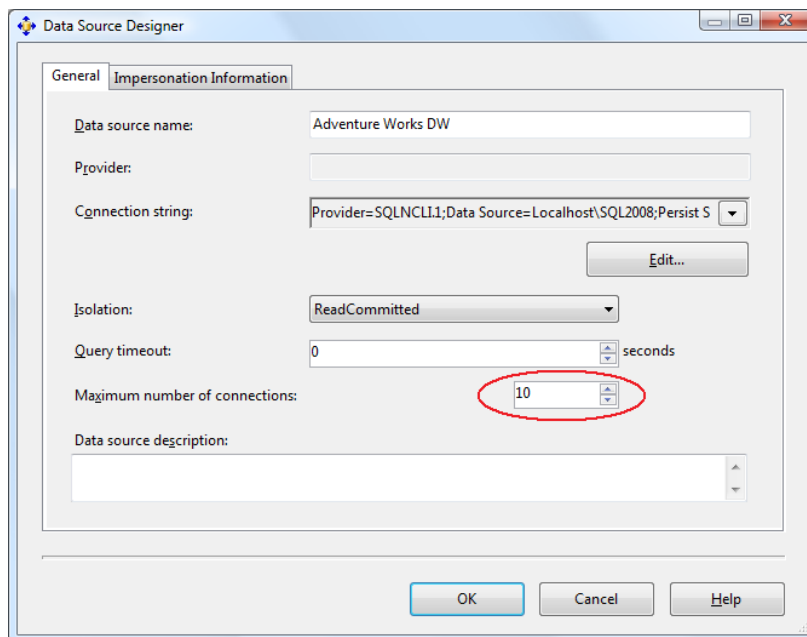 Data Source Designer
General Impersonation Information
Data source name: Adventure Works DW
Provider:
Connection string: Provider=SQLNCLI.1;Data Source=Localhost\SQL2008;Persist S
Edit...
Isolation: ReadCommitted
Query timeout: 0 seconds
Maximum number of connections: 10
Data source description:
OK Cancel Help